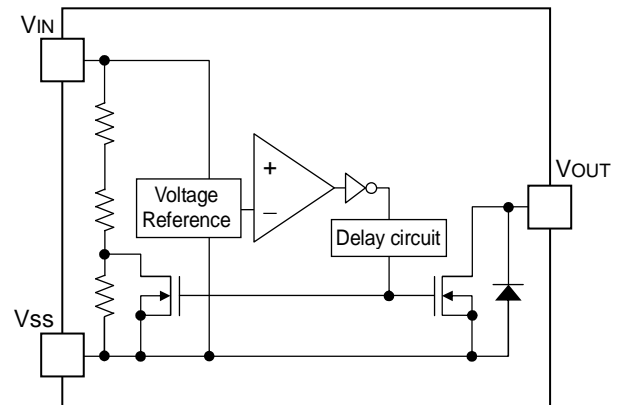 VIN
+
−
Voltage
Reference
VOUT
Delay circuit
VSS